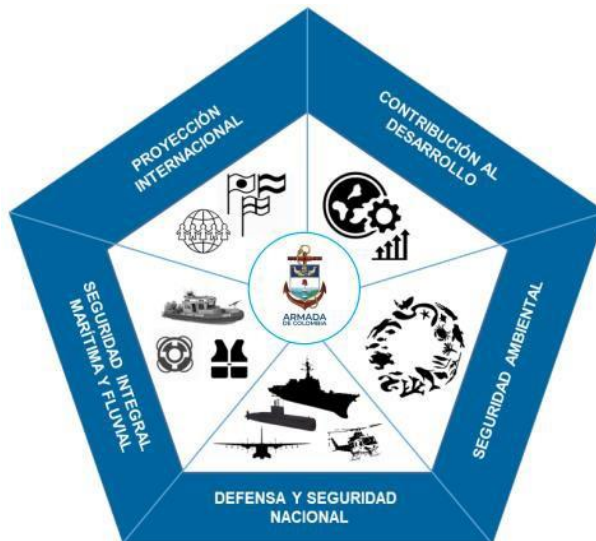 PROYECCIÓN
INTERNACIONAL
CONTRIBUCIÓN AL
DESARROLLO
SEGURIDAD INTEGRAL
MARÍTIMA Y FLUVIAL
ARMADA
DE COLOMBIA
SEGURIDAD AMBIENTAL
DEFENSA Y SEGURIDAD
NACIONAL